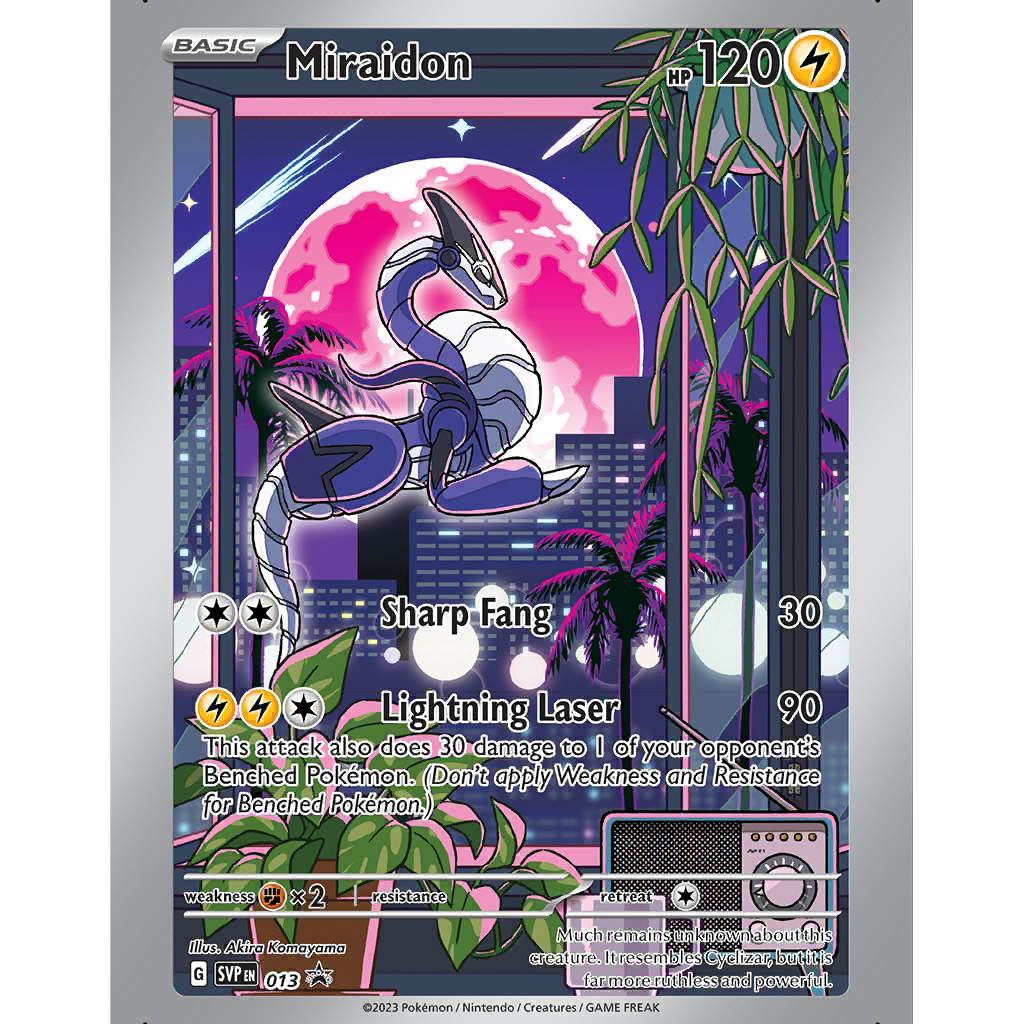 BASIC Miraidon HP 120
Sharp Fang 30
Lightning Laser 90
This attack also does 30 damage to 1 of your opponent's
Benched Pokémon. (Don't apply Weakness and Resistance
for Benched Pokémon.)
weakness × 2 resistance retreat
Illus. Akira Komayama
G SVP EN 013
Much remains unknown about this
creature. It resembles Cyclizar, but it is
far more ruthless and powerful.
©2023 Pokémon / Nintendo / Creatures / GAME FREAK